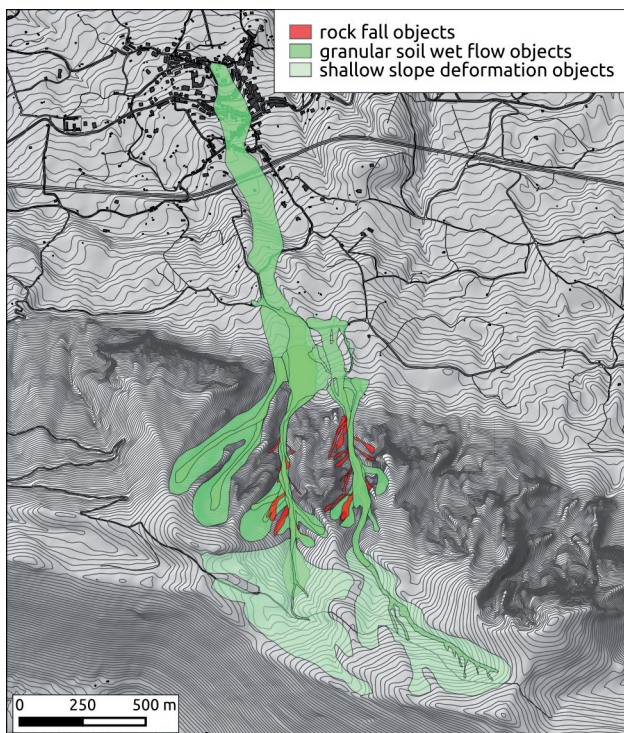 rock fall objects
granular soil wet flow objects
shallow slope deformation objects
0 250 500 m